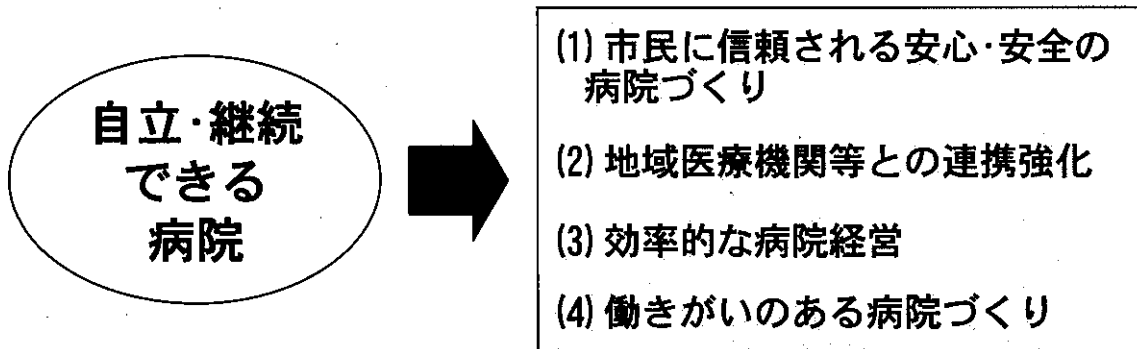 自立・継続
できる
病院
(1) 市民に信頼される安心・安全の
病院づくり
(2) 地域医療機関等との連携強化
(3) 効率的な病院経営
(4) 働きがいのある病院づくり